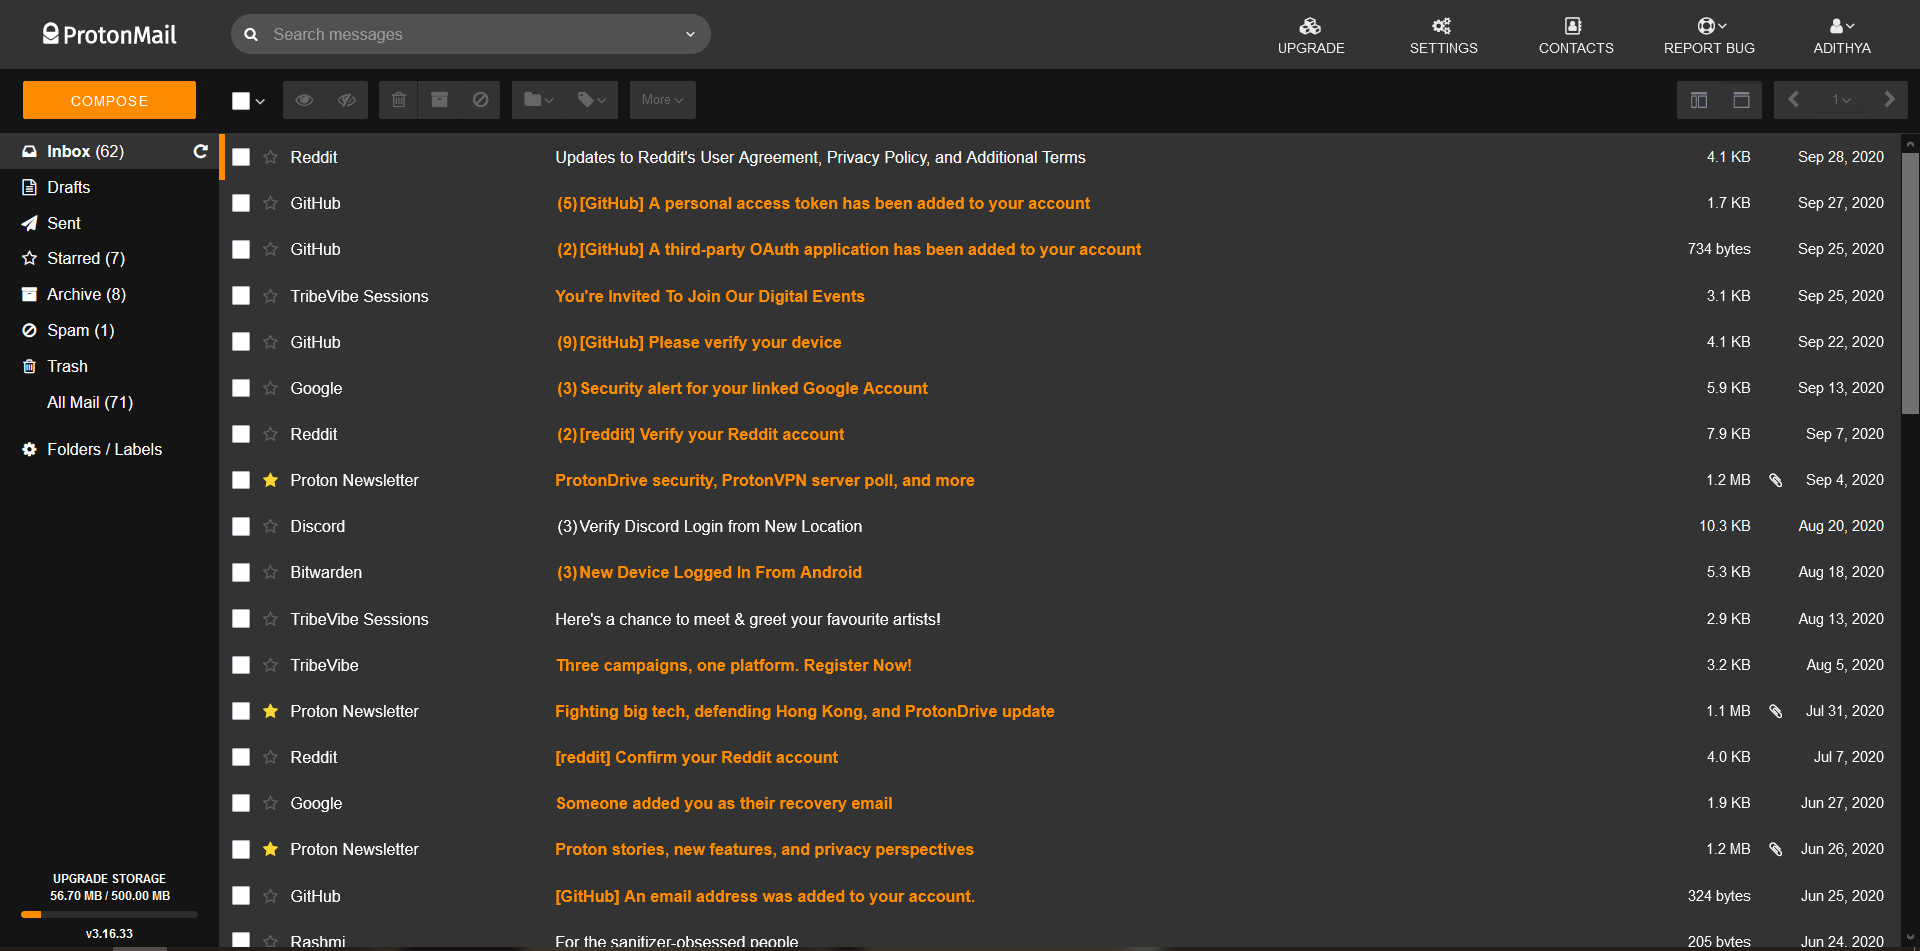 ProtonMail
Search messages
UPGRADE
SETTINGS
CONTACTS
REPORT BUG
ADITHYA
COMPOSE
More
1
Inbox (62)
Drafts
Sent
Starred (7)
Archive (8)
Spam (1)
Trash
All Mail (71)
Folders / Labels
Reddit Updates to Reddit's User Agreement, Privacy Policy, and Additional Terms 4.1 KB Sep 28, 2020
GitHub (5) [GitHub] A personal access token has been added to your account 1.7 KB Sep 27, 2020
GitHub (2) [GitHub] A third-party OAuth application has been added to your account 734 bytes Sep 25, 2020
TribeVibe Sessions You're Invited To Join Our Digital Events 3.1 KB Sep 25, 2020
GitHub (9) [GitHub] Please verify your device 4.1 KB Sep 22, 2020
Google (3) Security alert for your linked Google Account 5.9 KB Sep 13, 2020
Reddit (2) [reddit] Verify your Reddit account 7.9 KB Sep 7, 2020
Proton Newsletter ProtonDrive security, ProtonVPN server poll, and more 1.2 MB Sep 4, 2020
Discord (3) Verify Discord Login from New Location 10.3 KB Aug 20, 2020
Bitwarden (3) New Device Logged In From Android 5.3 KB Aug 18, 2020
TribeVibe Sessions Here's a chance to meet & greet your favourite artists! 2.9 KB Aug 13, 2020
TribeVibe Three campaigns, one platform. Register Now! 3.2 KB Aug 5, 2020
Proton Newsletter Fighting big tech, defending Hong Kong, and ProtonDrive update 1.1 MB Jul 31, 2020
Reddit [reddit] Confirm your Reddit account 4.0 KB Jul 7, 2020
Google Someone added you as their recovery email 1.9 KB Jun 27, 2020
Proton Newsletter Proton stories, new features, and privacy perspectives 1.2 MB Jun 26, 2020
GitHub [GitHub] An email address was added to your account. 324 bytes Jun 25, 2020
Rashmi For the sanitizer-obsessed people 205 bytes Jun 24, 2020
UPGRADE STORAGE
56.70 MB / 500.00 MB
v3.16.33